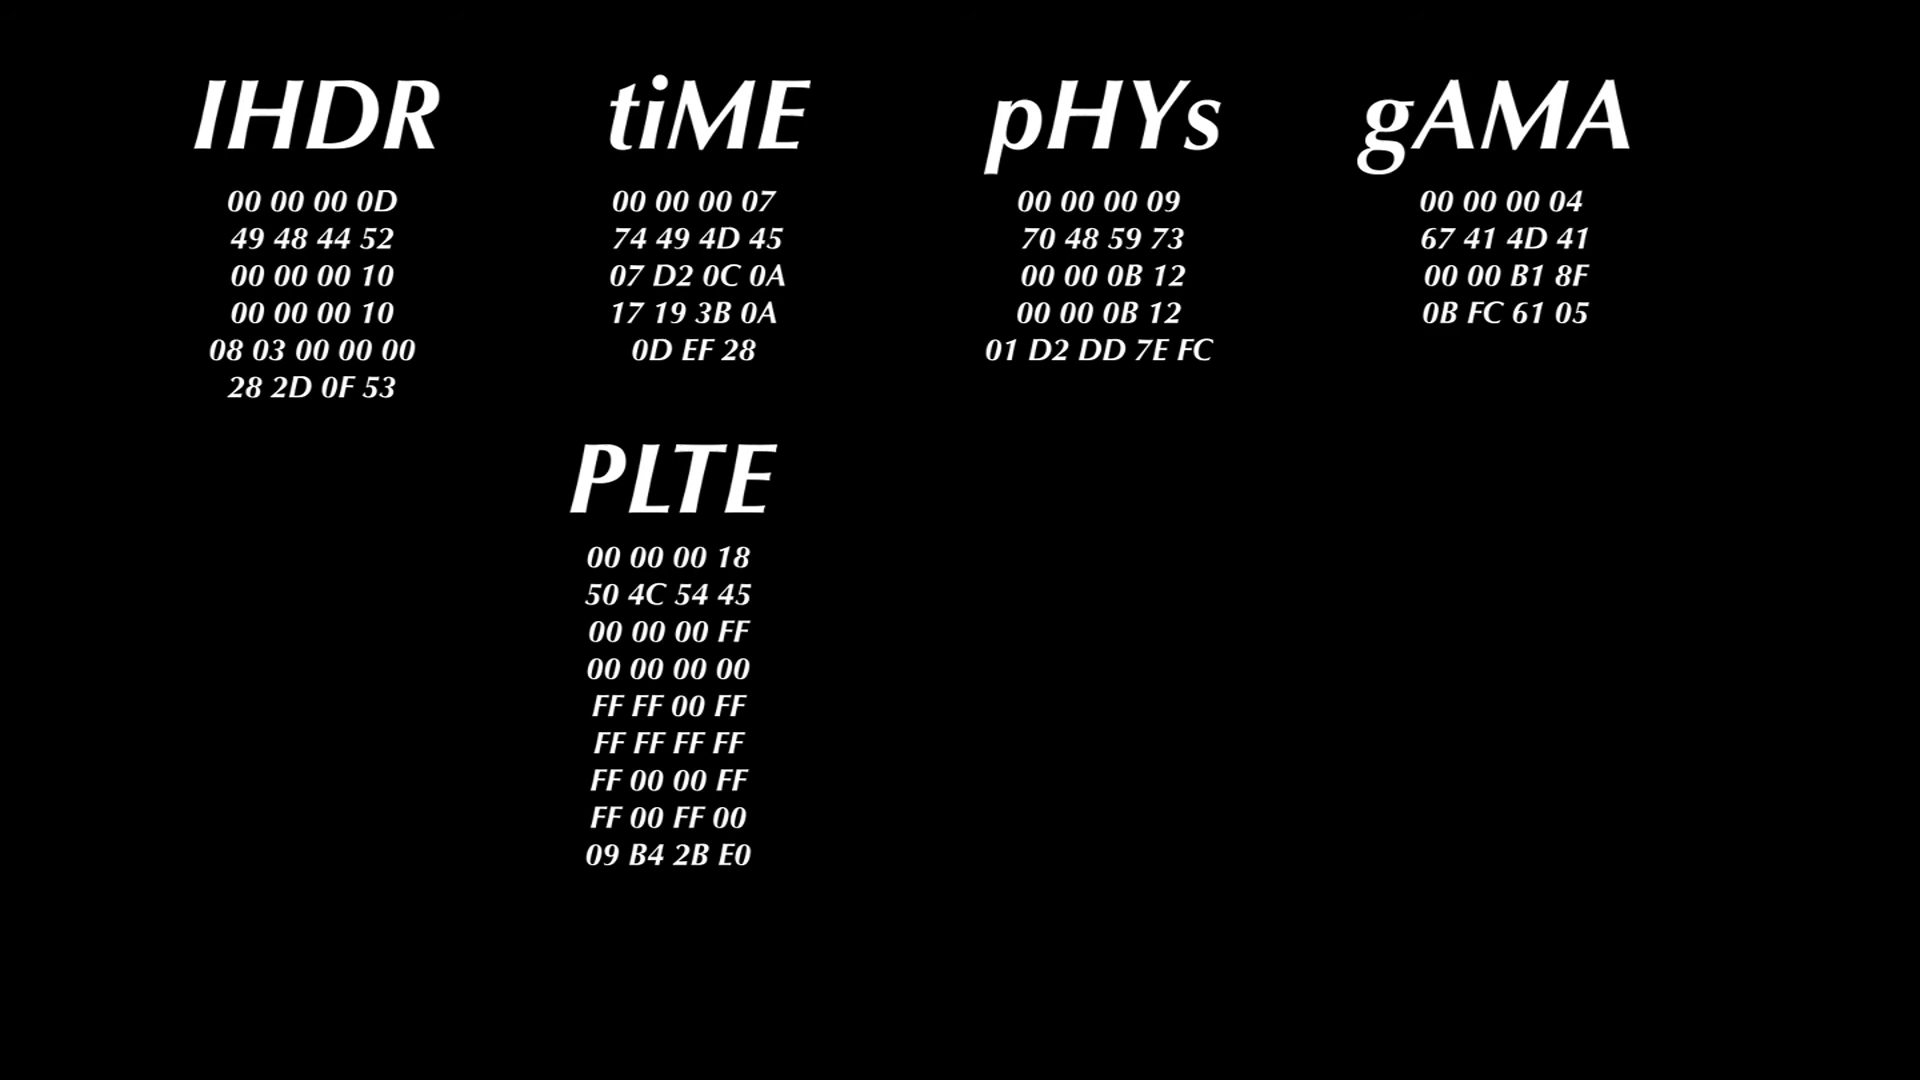 IHDR
00 00 00 0D
49 48 44 52
00 00 00 10
00 00 00 10
08 03 00 00 00
28 2D 0F 53
tiME
00 00 00 07
74 49 4D 45
07 D2 0C 0A
17 19 3B 0A
0D EF 28
pHYs
00 00 00 09
70 48 59 73
00 00 0B 12
00 00 0B 12
01 D2 DD 7E FC
gAMA
00 00 00 04
67 41 4D 41
00 00 B1 8F
0B FC 61 05
PLTE
00 00 00 18
50 4C 54 45
00 00 00 FF
00 00 00 00
FF FF 00 FF
FF FF FF FF
FF 00 00 FF
FF 00 FF 00
09 B4 2B E0